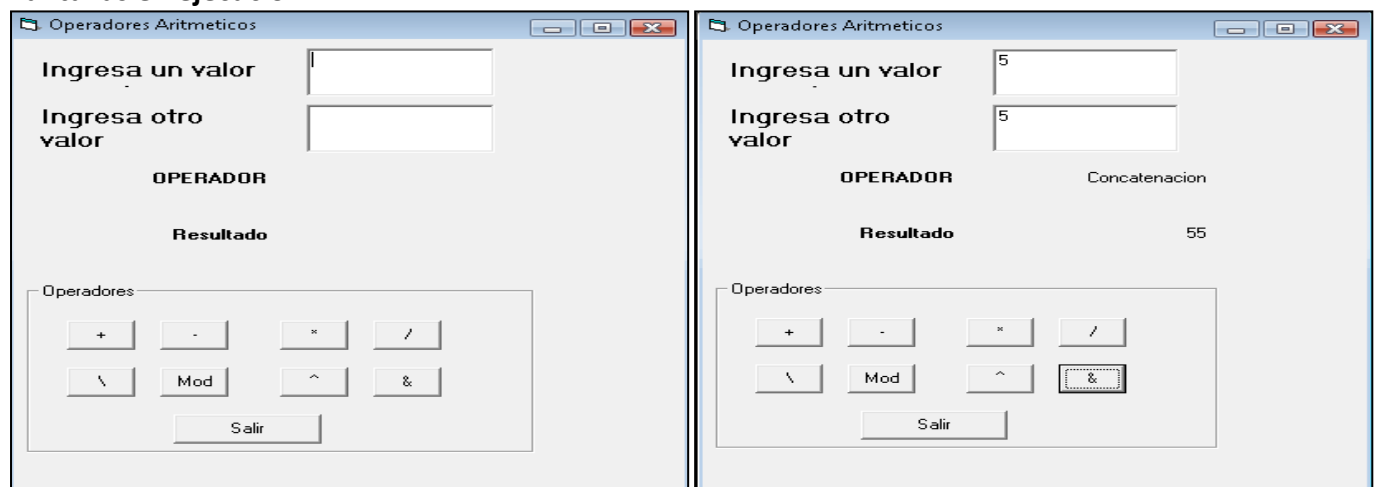 Operadores Aritmeticos
Ingresa un valor
Ingresa otro
valor
OPERADOR
Resultado
Operadores
+ - * /
\ Mod ^ &
Salir
Operadores Aritmeticos
Ingresa un valor 5
Ingresa otro 5
valor
OPERADOR Concatenacion
Resultado 55
Operadores
+ - * /
\ Mod ^ &
Salir